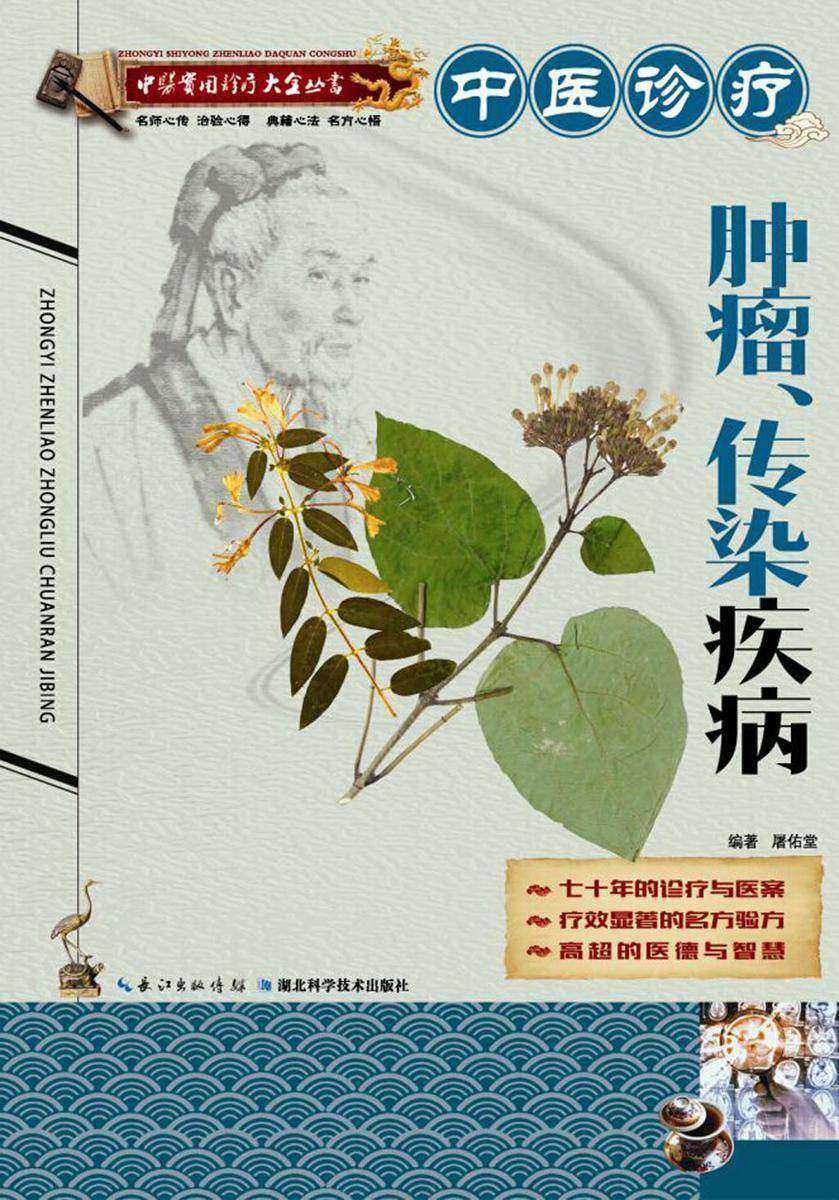 ZHONGYI SHIYONG ZHENLIAO DAQUAN CONGSHU
中醫實用診疗大全丛書
名师心传 治验心得 典籍心法 名方心悟
中医诊疗
肿瘤、传染疾病
ZHONGYI ZHENLIAO ZHONGLIU CHUANRAN JIBING
编著 屠佑堂
七十年的诊疗与医案
疗效显著的名方验方
高超的医德与智慧
长江出版传媒 湖北科学技术出版社